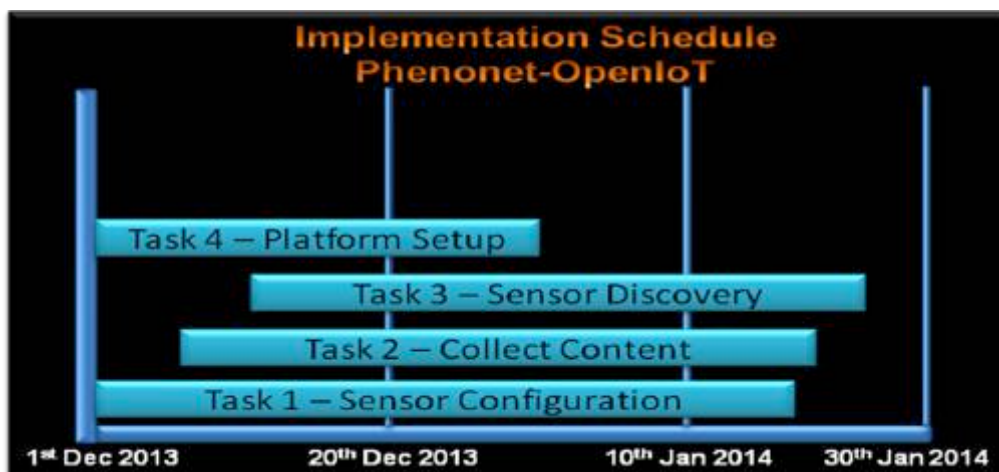 Implementation Schedule
Phenonet-OpenIoT
Task 4 – Platform Setup
Task 3 – Sensor Discovery
Task 2 – Collect Content
Task 1 – Sensor Configuration
1st Dec 2013 20th Dec 2013 10th Jan 2014 30th Jan 2014